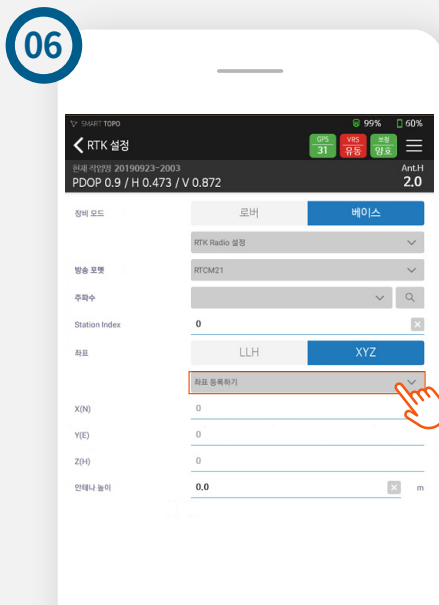 06
SMART TOPO 99% 60%
RTK 설정 GPS 31 VRS 유동 보정 양호
현재 작업명 20190923-2003 Ant.H
PDOP 0.9 / H 0.473 / V 0.872 2.0
장비 모드 로버 베이스
RTK Radio 설정
방송 포맷 RTCM21
주파수
Station Index 0
좌표 LLH XYZ
좌표 등록하기
X(N) 0
Y(E) 0
Z(H) 0
안테나 높이 0.0 m